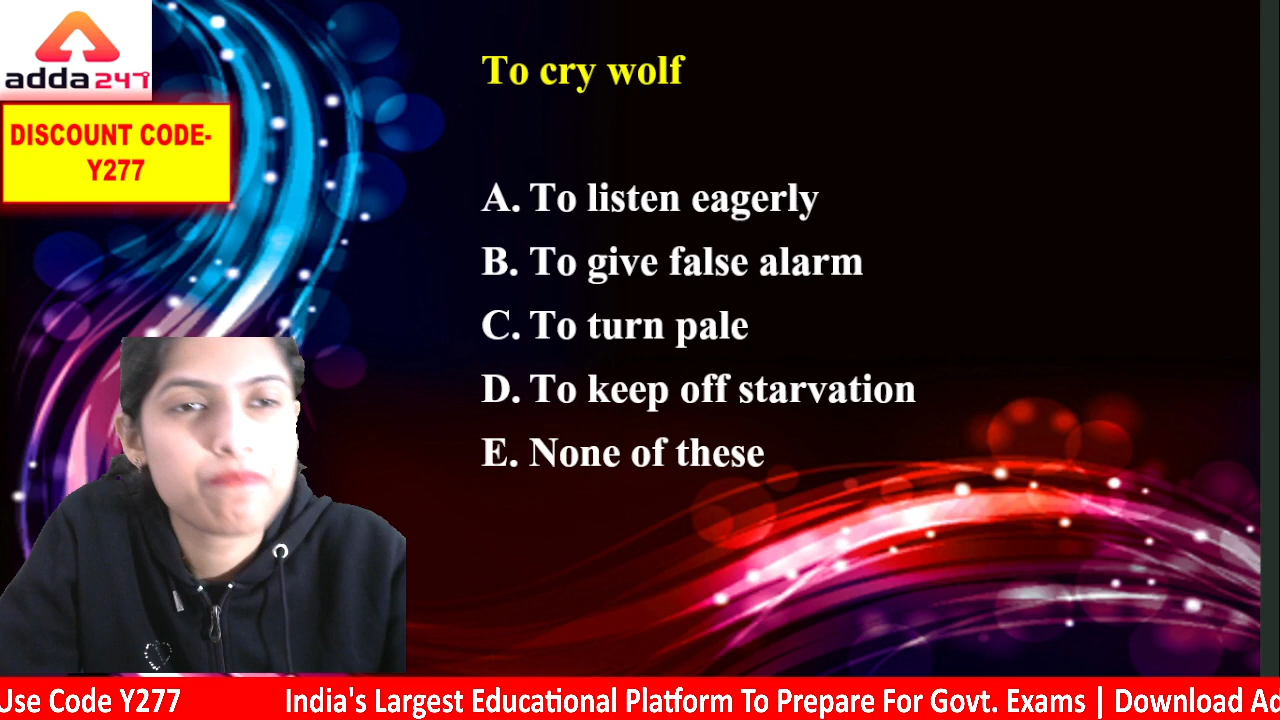 adda247
DISCOUNT CODE-
Y277
To cry wolf
A. To listen eagerly
B. To give false alarm
C. To turn pale
D. To keep off starvation
E. None of these
Use Code Y277 India's Largest Educational Platform To Prepare For Govt. Exams | Download